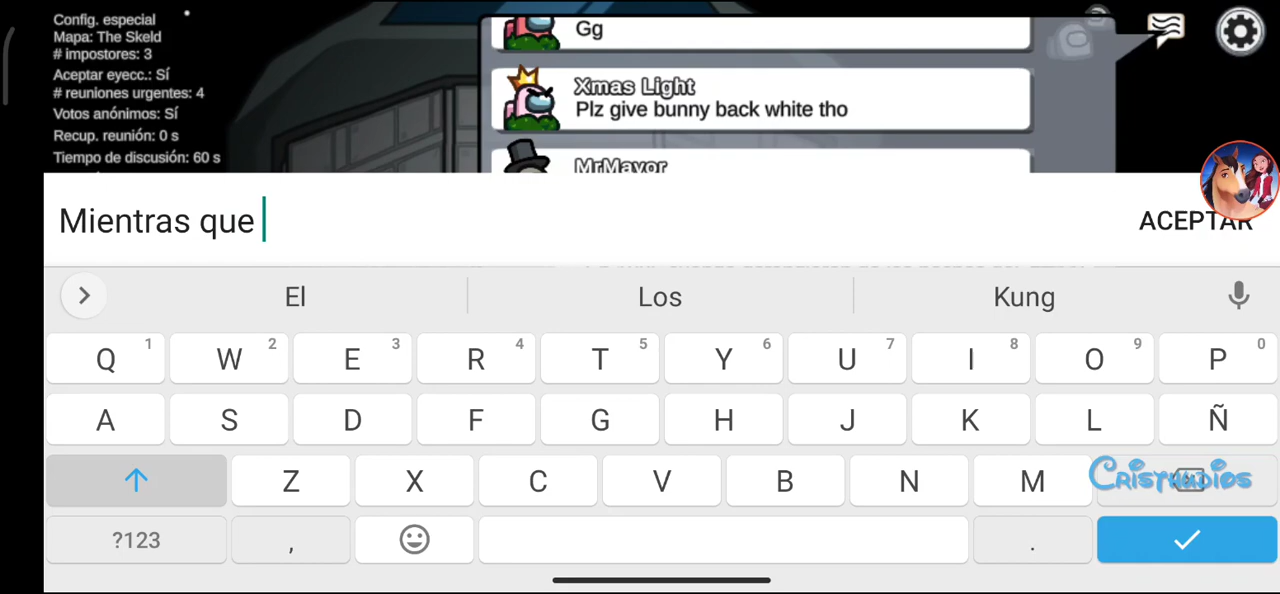 Config. especial
Mapa: The Skeld
# impostores: 3
Aceptar eyecc.: Sí
# reuniones urgentes: 4
Votos anónimos: Sí
Recup. reunión: 0 s
Tiempo de discusión: 60 s
Gg
Xmas Light
Plz give bunny back white tho
MrMayor
Mientras que
ACEPTAR
El Los Kung
Q 1 W 2 E 3 R 4 T 5 Y 6 U 7 I 8 O 9 P 0
A S D F G H J K L Ñ
Z X C V B N M
Cristhudios
?123 , .